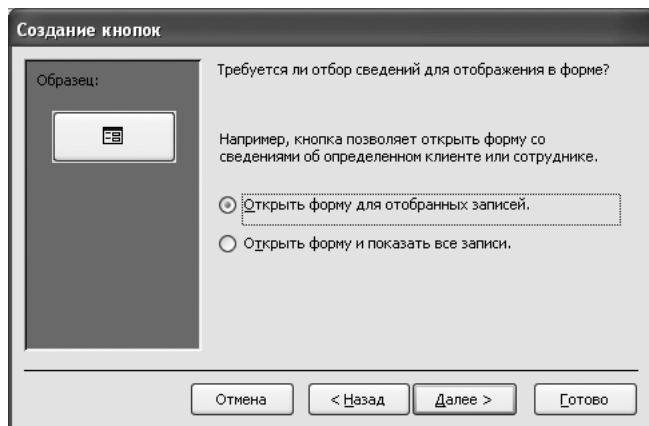 Создание кнопок
Образец:
Требуется ли отбор сведений для отображения в форме?
Например, кнопка позволяет открыть форму со
сведениями об определенном клиенте или сотруднике.
Открыть форму для отобранных записей.
Открыть форму и показать все записи.
Отмена
< Назад
Далее >
Готово